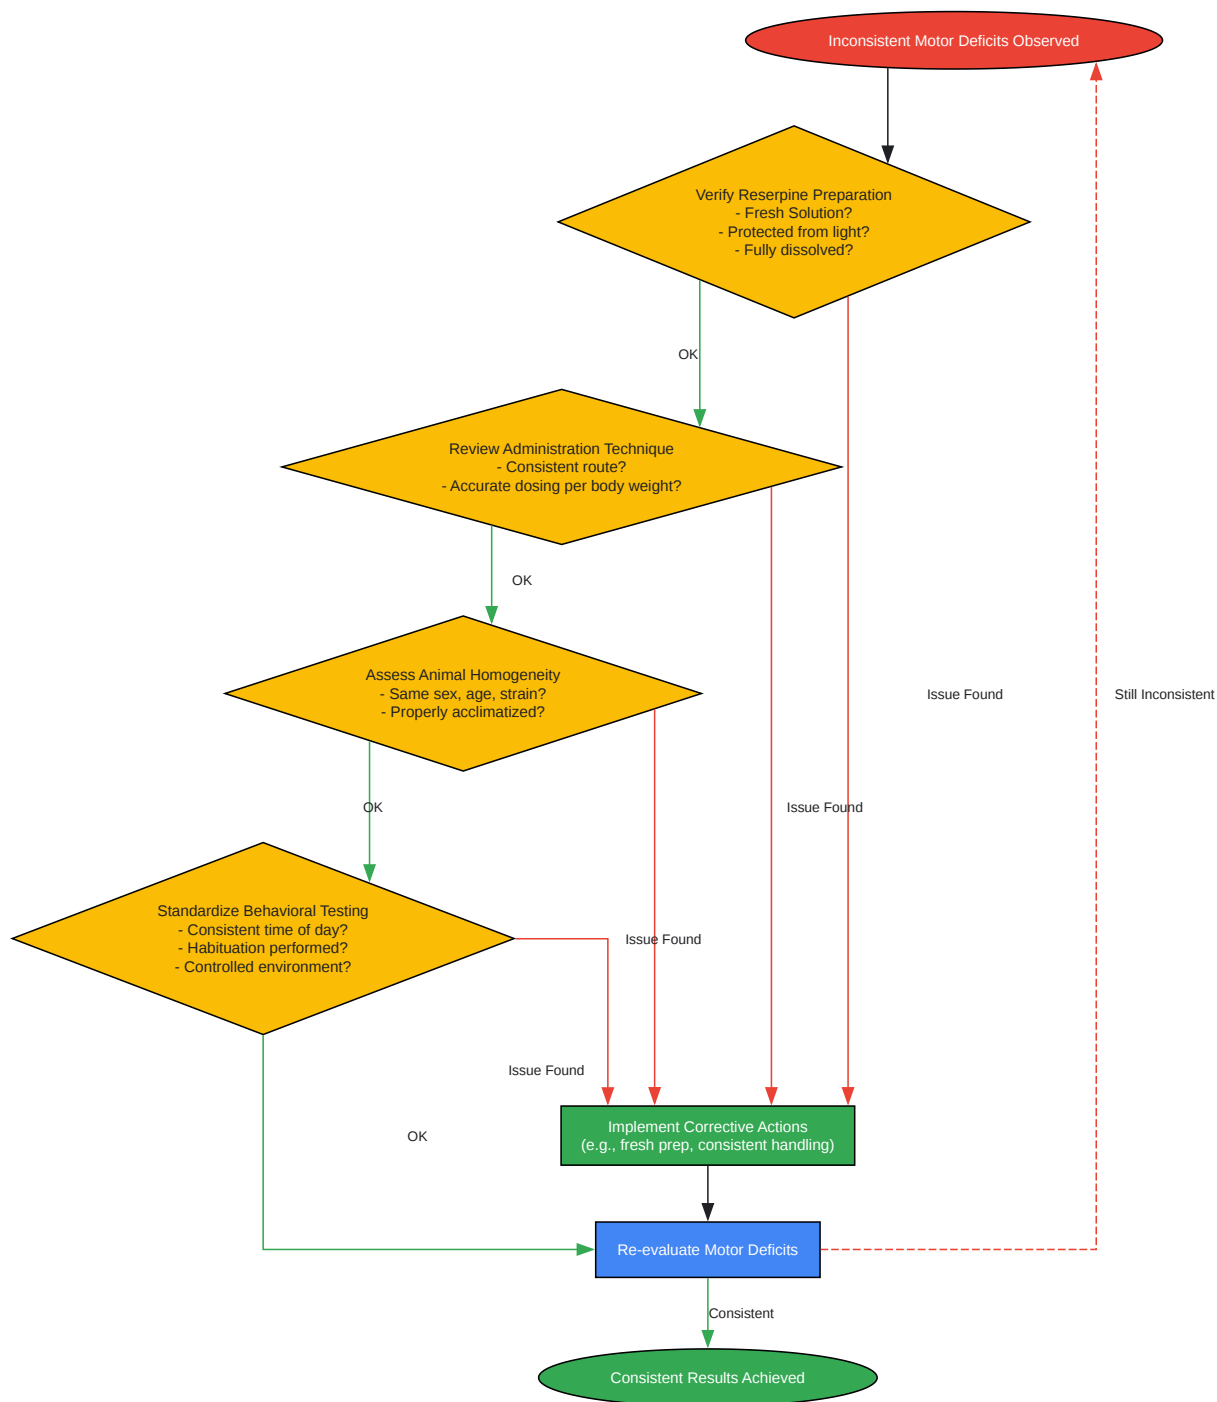 Inconsistent Motor Deficits Observed
Verify Reserpine Preparation
- Fresh Solution?
- Protected from light?
- Fully dissolved?
OK
Review Administration Technique
- Consistent route?
- Accurate dosing per body weight?
OK
Assess Animal Homogeneity
- Same sex, age, strain?
- Properly acclimatized?
Issue Found
Still Inconsistent
OK
Issue Found
Standardize Behavioral Testing
- Consistent time of day?
- Habituation performed?
- Controlled environment?
Issue Found
Issue Found
OK
Implement Corrective Actions
(e.g., fresh prep, consistent handling)
Re-evaluate Motor Deficits
Consistent
Consistent Results Achieved